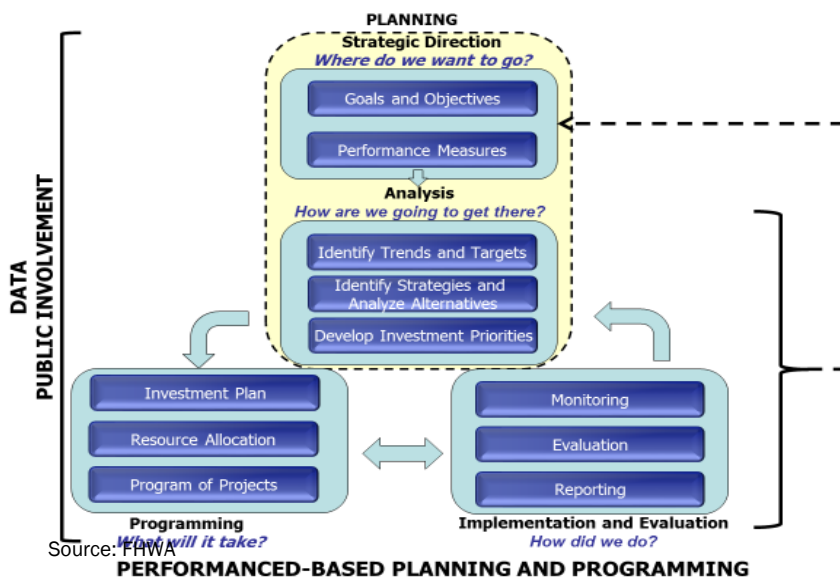 PLANNING
Strategic Direction
Where do we want to go?
Goals and Objectives
Performance Measures
Analysis
How are we going to get there?
Identify Trends and Targets
Identify Strategies and
Analyze Alternatives
Develop Investment Priorities
DATA
PUBLIC INVOLVEMENT
Investment Plan
Resource Allocation
Program of Projects
Programming
What will it take?
Monitoring
Evaluation
Reporting
Implementation and Evaluation
How did we do?
Source: FHWA
PERFORMANCED-BASED PLANNING AND PROGRAMMING